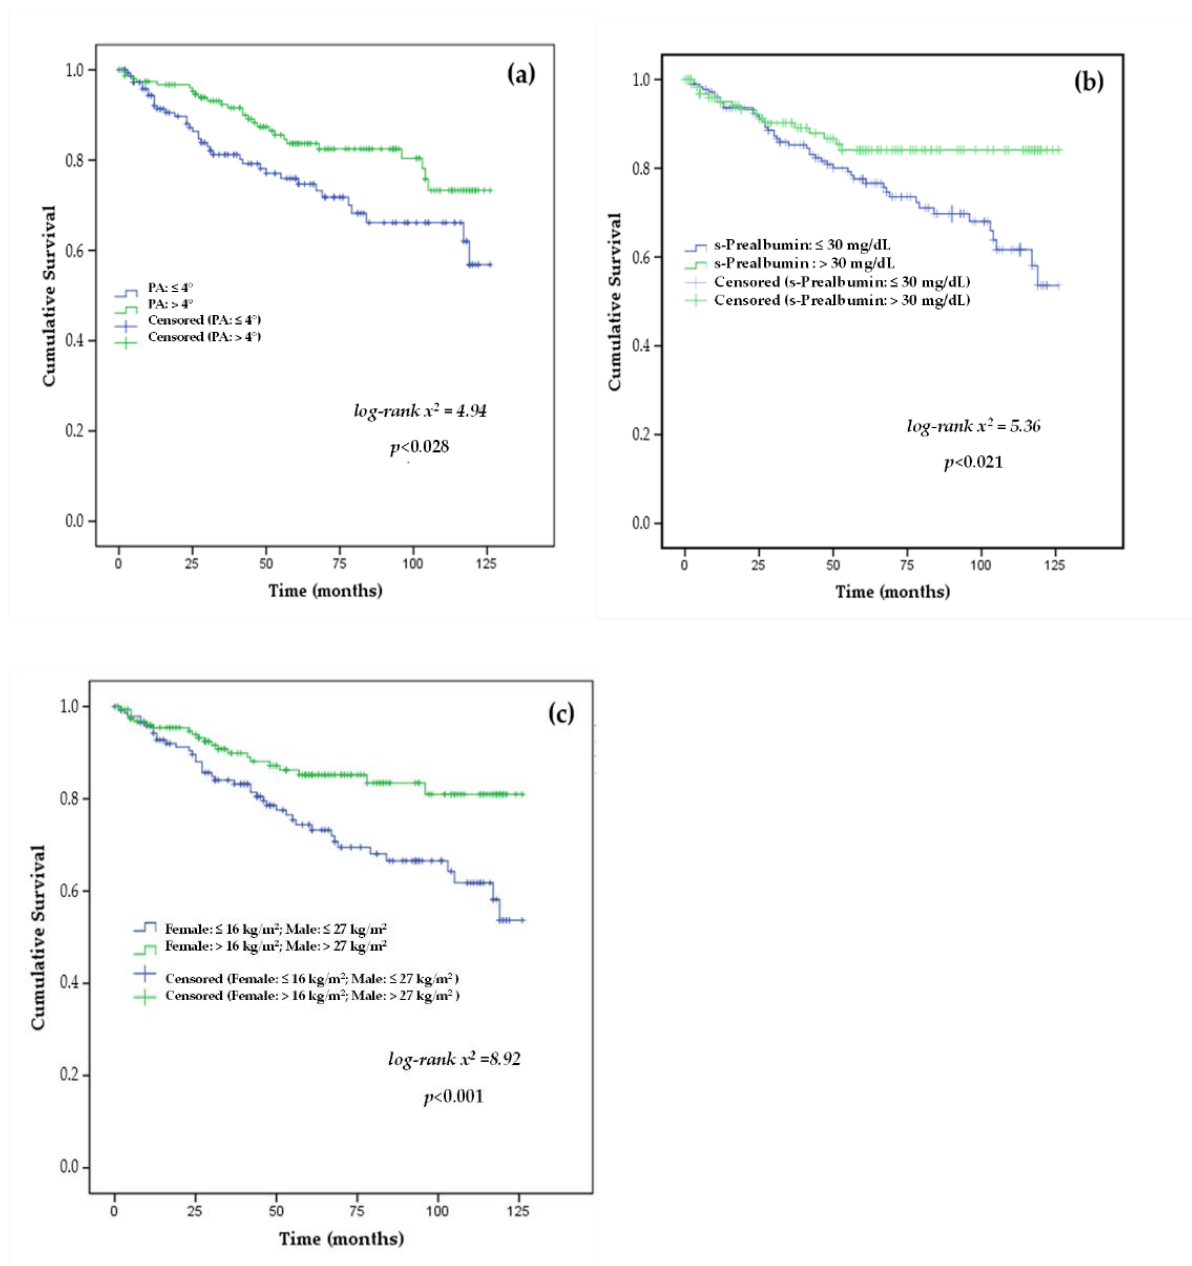 (a)
1.0
0.8
0.6
0.4
0.2
0.0
Cumulative Survival
PA: ≤ 4°
PA: > 4°
Censored (PA: ≤ 4°)
Censored (PA: > 4°)
log-rank x² = 4.94
p<0.028
0 25 50 75 100 125
Time (months)
(b)
1.0
0.8
0.6
0.4
0.2
0.0
Cumulative Survival
s-Prealbumin: ≤ 30 mg/dL
s-Prealbumin : > 30 mg/dL
Censored (s-Prealbumin: ≤ 30 mg/dL)
Censored (s-Prealbumin: > 30 mg/dL)
log-rank x² = 5.36
p<0.021
0 25 50 75 100 125
Time (months)
(c)
1.0
0.8
0.6
0.4
0.2
0.0
Cumulative Survival
Female: ≤ 16 kg/m²; Male: ≤ 27 kg/m²
Female: > 16 kg/m²; Male: > 27 kg/m²
Censored (Female: ≤ 16 kg/m²; Male: ≤ 27 kg/m² )
Censored (Female: > 16 kg/m²; Male: > 27 kg/m² )
log-rank x² =8.92
p<0.001
0 25 50 75 100 125
Time (months)